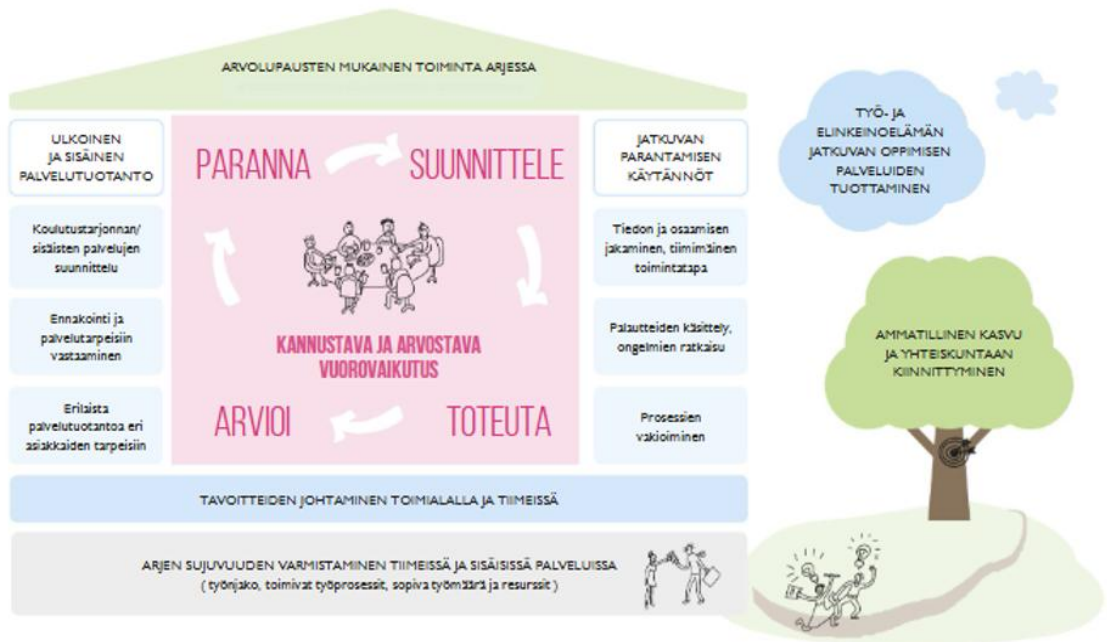 ARVOLUPAUSTEN MUKAINEN TOIMINTA ARJESSA
ULKOINEN
JA SISÄINEN
PALVELUTUOTANTO
Koulutustarjonnan/
sisäisten palvelujen
suunnittelu
Ennakointi ja
palvelutarpeisiin
vastaaminen
Erilaista
palvelutuotantoa eri
asiakkaiden tarpeisiin
PARANNA
SUUNNITTELE
KANNUSTAVA JA ARVOSTAVA
VUOROVAIKUTUS
ARVIOI
TOTEUTA
JATKUVAN
PARANTAMISEN
KÄYTÄNNÖT
Tiedon ja osaamisen
jakaminen, tiimimäinen
toimintatapa
Palautteiden käsittely,
ongelmien ratkaisu
Prosessien
vakioiminen
TAVOITTEIDEN JOHTAMINEN TOIMIALALLA JA TIIMEISSÄ
ARJEN SUJUVUUDEN VARMISTAMINEN TIIMEISSÄ JA SISÄISISSÄ PALVELUISSA
( työnjako, toimivat työprosessit, sopiva työmäärä ja resurssit )
TYÖ- JA
ELINKEINOELÄMÄN
JATKUVAN OPPIMISEN
PALVELUIDEN
TUOTTAMINEN
AMMATILLINEN KASVU
JA YHTEISKUNTAAN
KIINNITTYMINEN